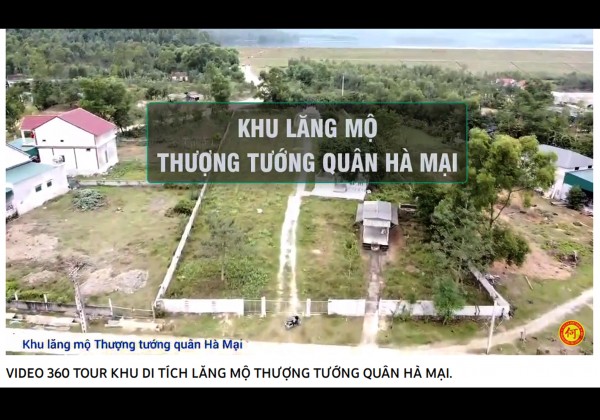 KHU LĂNG MỘ
THƯỢNG TƯỚNG QUÂN HÀ MẠI
Khu lăng mộ Thượng tướng quân Hà Mại
VIDEO 360 TOUR KHU DI TÍCH LĂNG MỘ THƯỢNG TƯỚNG QUÂN HÀ MẠI.